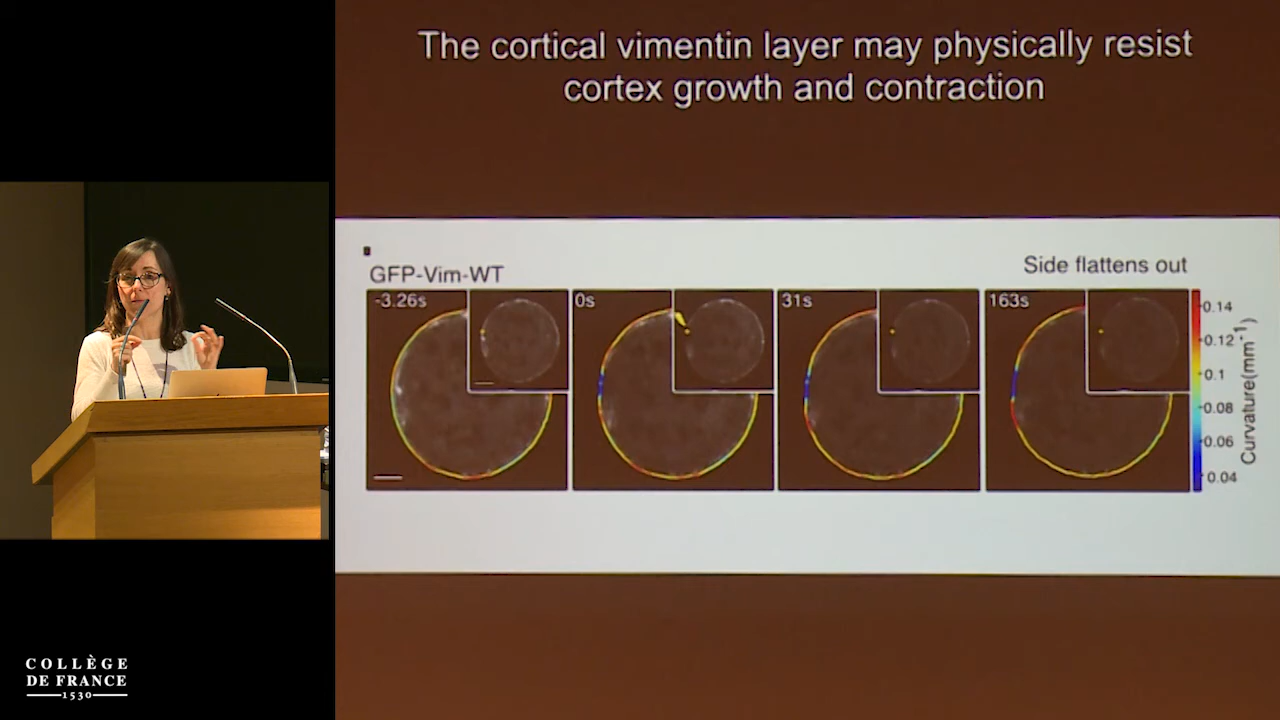 The cortical vimentin layer may physically resist
cortex growth and contraction
GFP-Vim-WT
Side flattens out
-3.26s
0s
31s
163s
0.14
0.12
0.1
0.08
0.06
0.04
Curvature(mm⁻¹)
COLLÈGE
DE FRANCE
1530